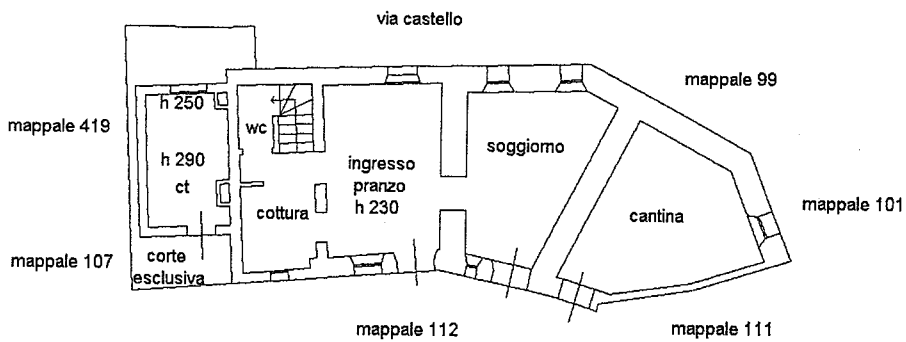 via castello
mappale 99
h 250
mappale 419
wc
soggiorno
h 290
ct
ingresso
pranzo
h 230
cottura
cantina
mappale 101
mappale 107
corte
esclusiva
mappale 112
mappale 111